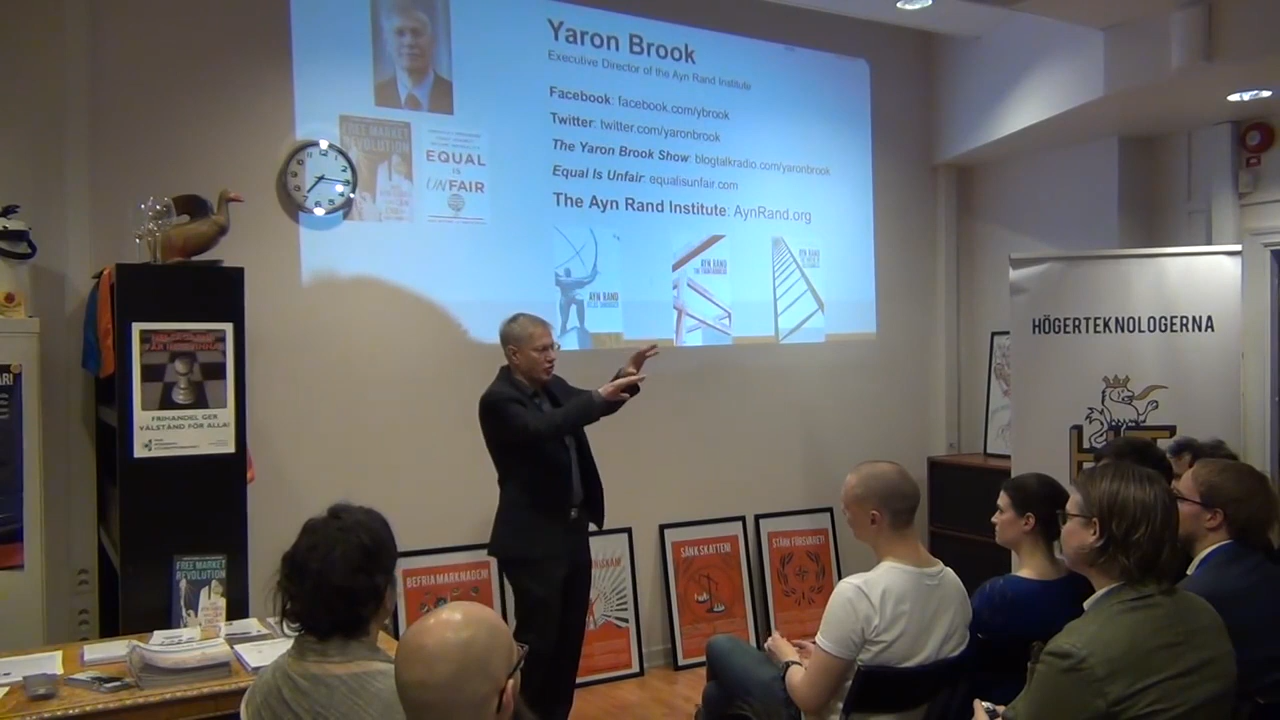 Yaron Brook
Executive Director of the Ayn Rand Institute
Facebook: facebook.com/ybrook
Twitter: twitter.com/yaronbrook
The Yaron Brook Show: blogtalkradio.com/yaronbrook
Equal Is Unfair: equalisunfair.com
The Ayn Rand Institute: AynRand.org
FREE MARKET
REVOLUTION
EQUAL
IS
UNFAIR
AYN RAND
AYN RAND
THE FOUNTAINHEAD
AYN RAND
HÖGERTEKNOLOGERNA
FRIHANDEL GER
VÄLSTÅND FÖR ALLA!
FREE MARKET
REVOLUTION
BEFRIA MARKNADEN!
SÄNK SKATTEN!
STÄRK FÖRSVARET!